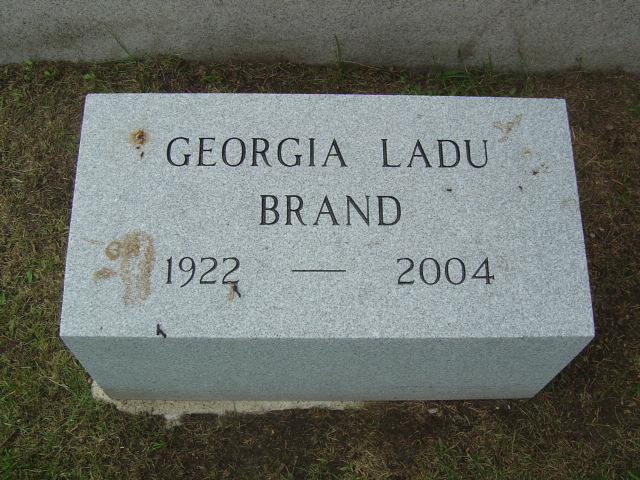 GEORGIA LADU
BRAND
1922 — 2004